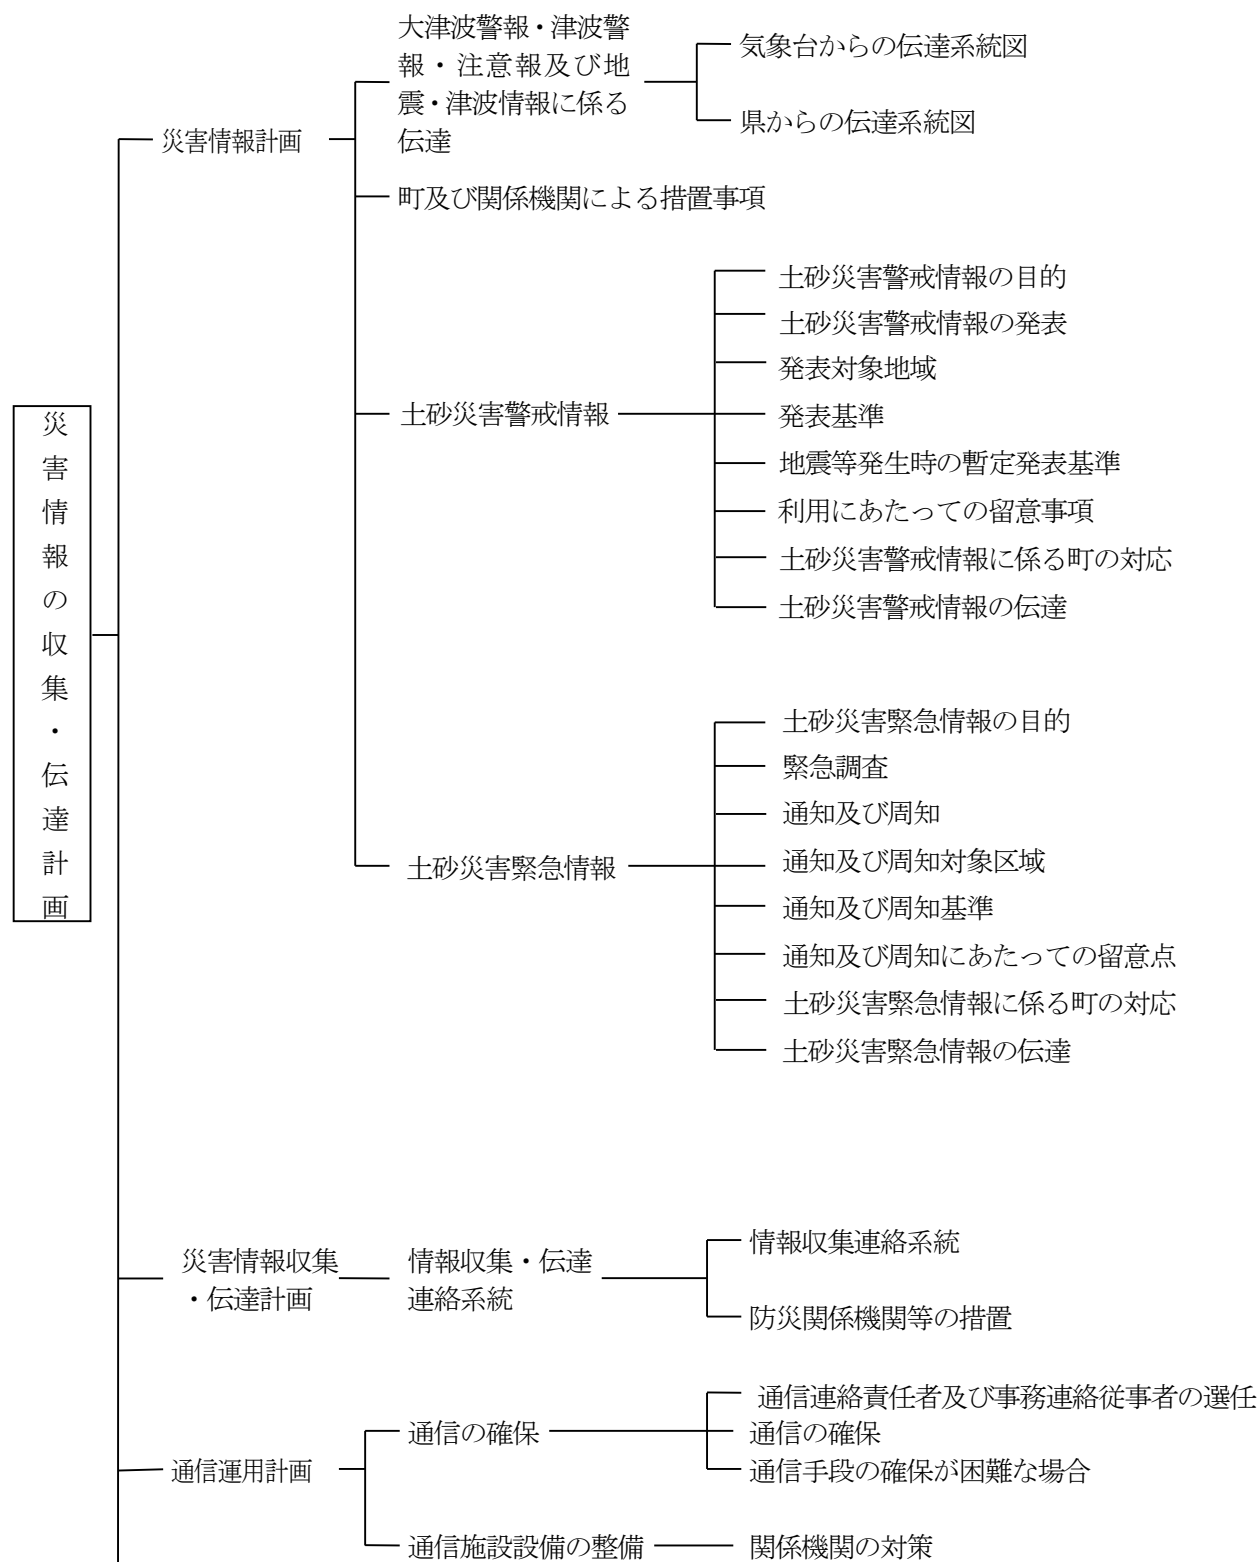 災害情報の収集・伝達計画
災害情報計画
大津波警報・津波警
報・注意報及び地
震・津波情報に係る
伝達
気象台からの伝達系統図
県からの伝達系統図
町及び関係機関による措置事項
土砂災害警戒情報
土砂災害警戒情報の目的
土砂災害警戒情報の発表
発表対象地域
発表基準
地震等発生時の暫定発表基準
利用にあたっての留意事項
土砂災害警戒情報に係る町の対応
土砂災害警戒情報の伝達
土砂災害緊急情報
土砂災害緊急情報の目的
緊急調査
通知及び周知
通知及び周知対象区域
通知及び周知基準
通知及び周知にあたっての留意点
土砂災害緊急情報に係る町の対応
土砂災害緊急情報の伝達
災害情報収集
・伝達計画
情報収集・伝達
連絡系統
情報収集連絡系統
防災関係機関等の措置
通信運用計画
通信の確保
通信連絡責任者及び事務連絡従事者の選任
通信の確保
通信手段の確保が困難な場合
通信施設設備の整備
関係機関の対策